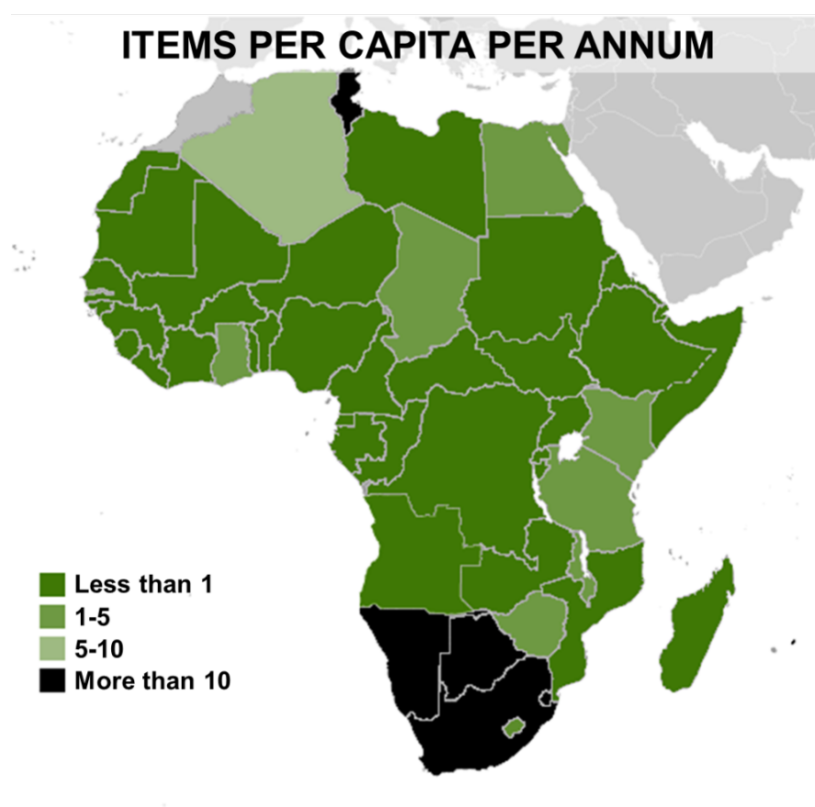 ITEMS PER CAPITA PER ANNUM
Less than 1
1-5
5-10
More than 10